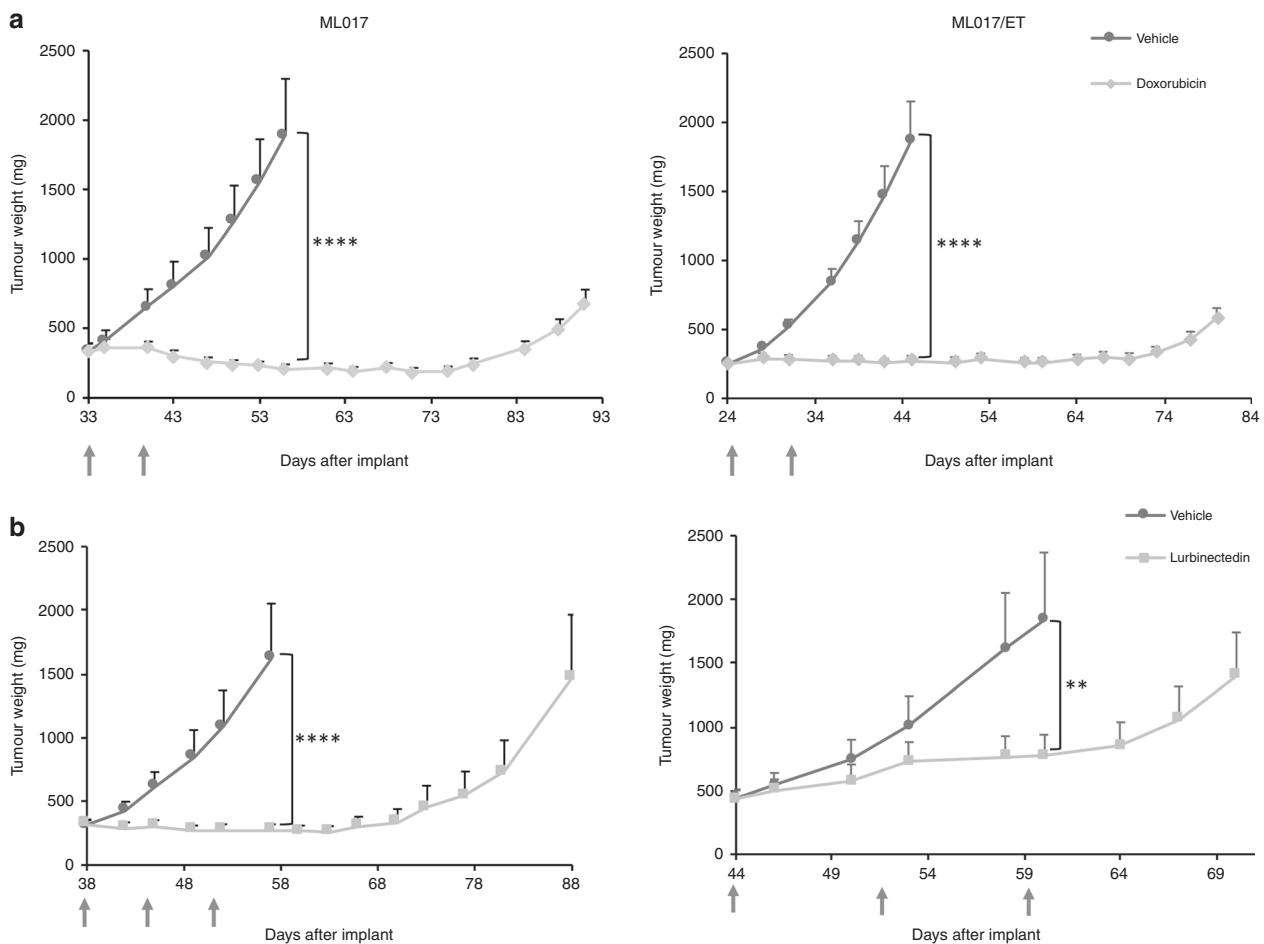 a
ML017
ML017/ET
Vehicle
Doxorubicin
Tumour weight (mg)
2500
2000
1500
1000
500
0
****
33 43 53 63 73 83 93
Days after implant
Tumour weight (mg)
2500
2000
1500
1000
500
0
****
24 34 44 54 64 74 84
Days after implant
b
Vehicle
Lurbinectedin
Tumour weight (mg)
2500
2000
1500
1000
500
0
****
38 48 58 68 78 88
Days after implant
Tumour weight (mg)
2500
2000
1500
1000
500
0
**
44 49 54 59 64 69
Days after implant